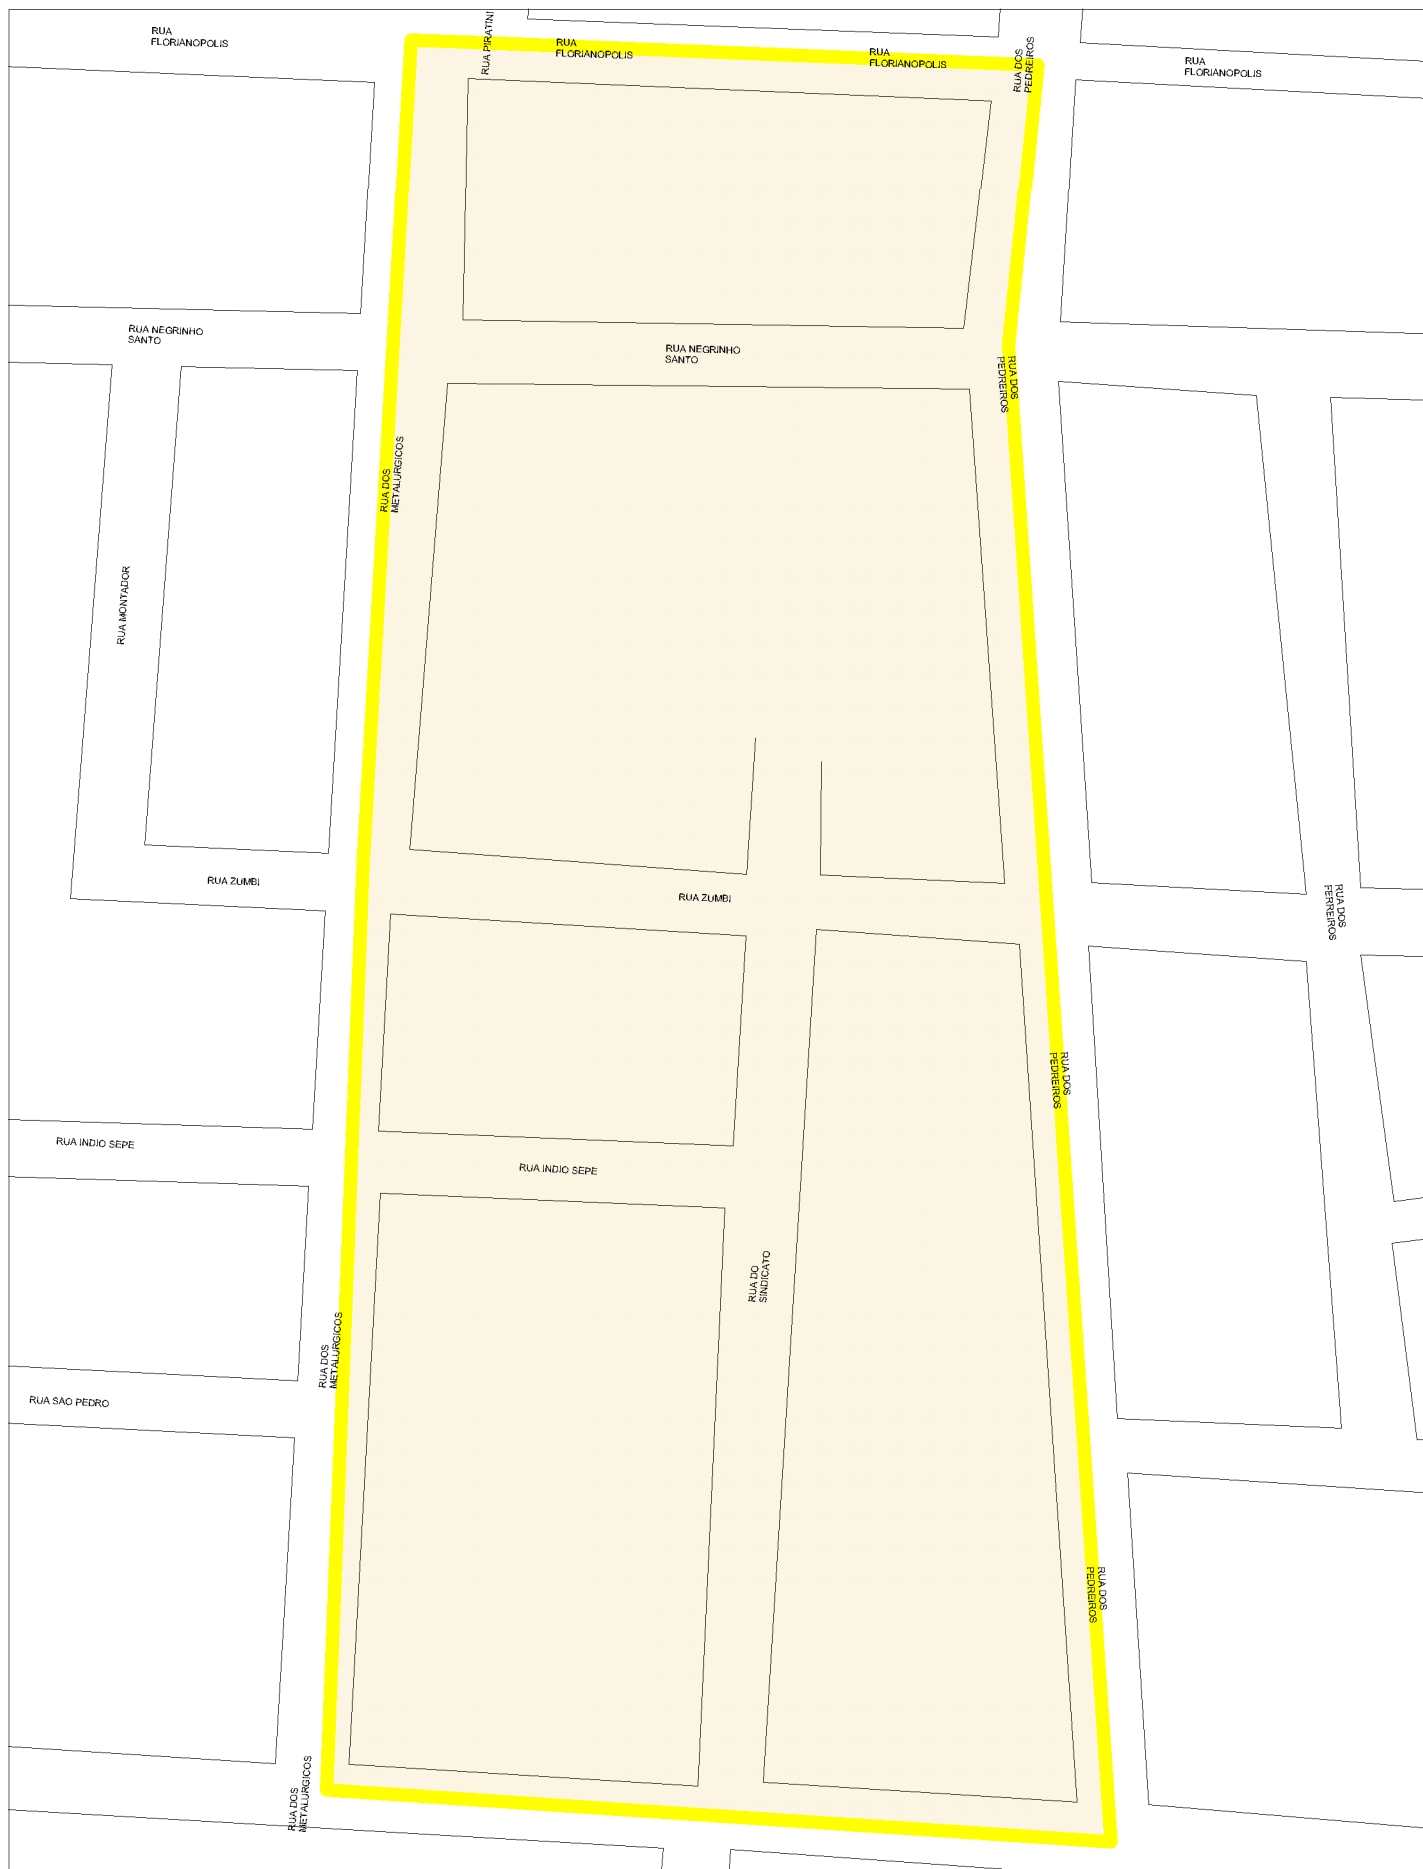 RUA
FLORIANOPOLIS
RUA PIRATINI
RUA
FLORIANOPOLIS
RUA
FLORIANOPOLIS
RUA DOS
PEDREIROS
RUA
FLORIANOPOLIS
RUA NEGRINHO
SANTO
RUA NEGRINHO
SANTO
RUA DOS
PEDREIROS
RUA DOS
METALURGICOS
RUA MONTADOR
RUA ZUMBI
RUA ZUMBI
RUA DOS
FERREIROS
RUA DOS
PEDREIROS
RUA INDIO SEPE
RUA INDIO SEPE
RUA DO
SINDICATO
RUA DOS
METALURGICOS
RUA SAO PEDRO
RUA DOS
PEDREIROS
RUA DOS
METALURGICOS